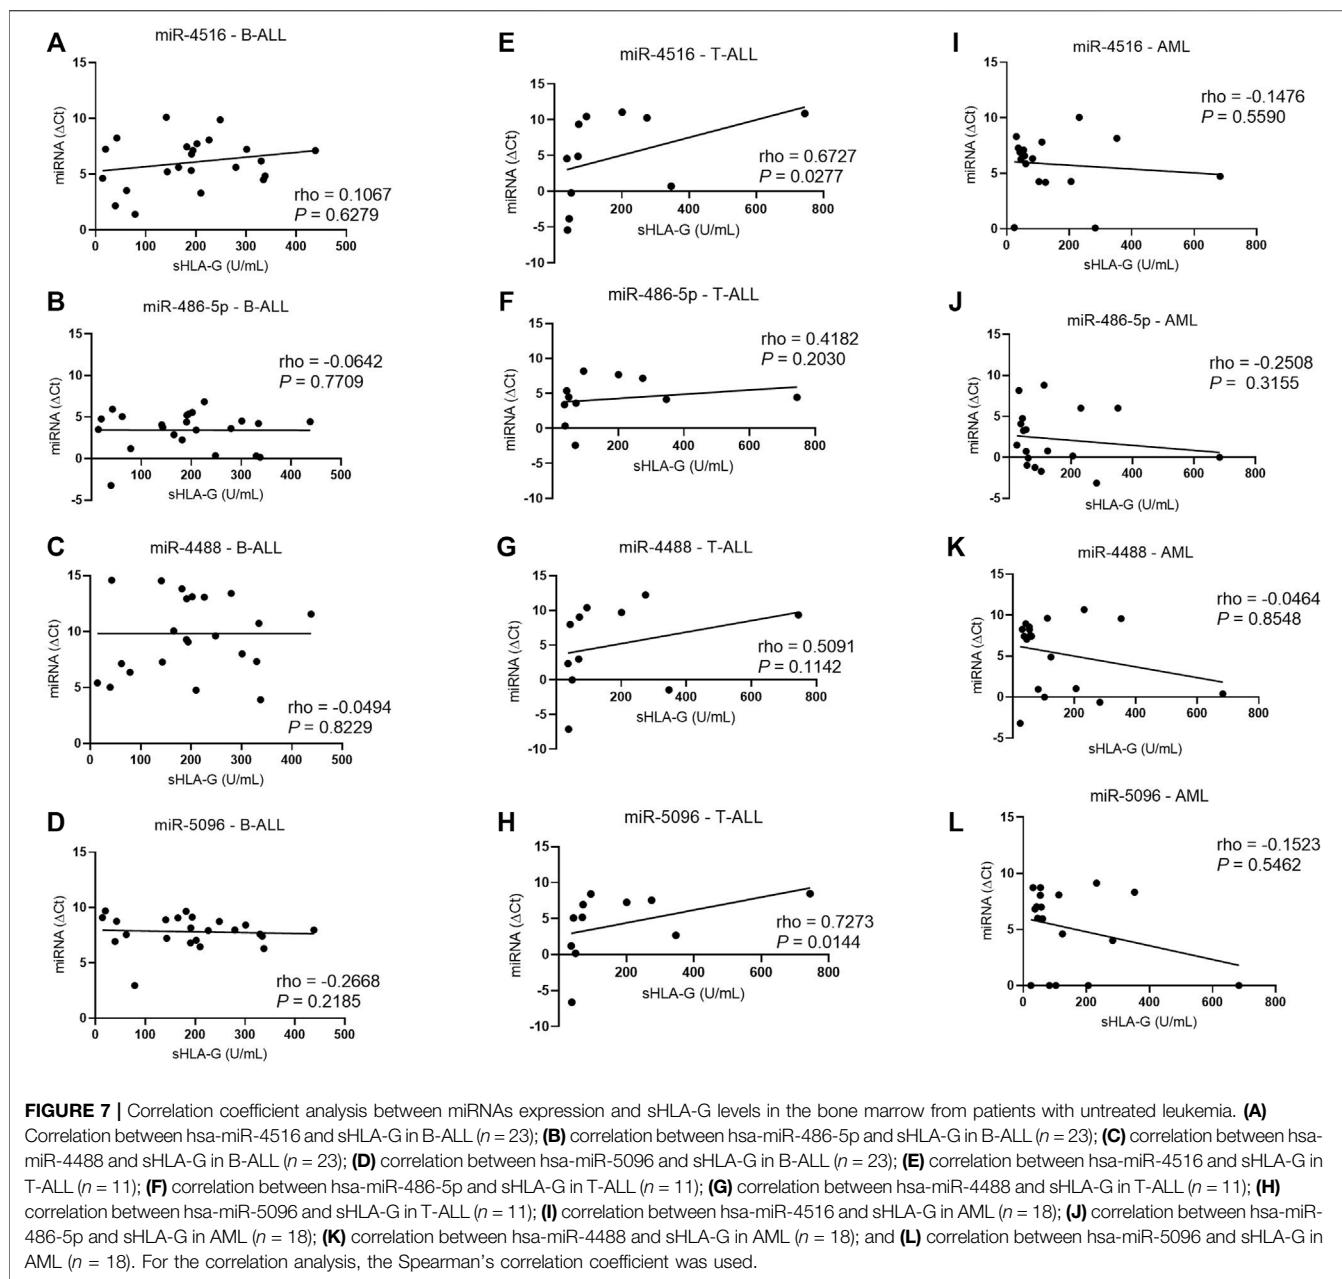 A
miR-4516 - B-ALL
15
10
5
0
miRNA (ΔCt)
rho = 0.1067
P = 0.6279
0 100 200 300 400 500
sHLA-G (U/mL)
B
miR-486-5p - B-ALL
15
10
5
0
-5
miRNA (ΔCt)
rho = -0.0642
P = 0.7709
100 200 300 400 500
sHLA-G (U/mL)
C
miR-4488 - B-ALL
15
10
5
0
miRNA (ΔCt)
rho = -0.0494
P = 0.8229
0 100 200 300 400 500
sHLA-G (U/mL)
D
miR-5096 - B-ALL
15
10
5
0
miRNA (ΔCt)
rho = -0.2668
P = 0.2185
0 100 200 300 400 500
sHLA-G (U/mL)
E
miR-4516 - T-ALL
15
10
5
0
-5
-10
miRNA (ΔCt)
rho = 0.6727
P = 0.0277
200 400 600 800
sHLA-G (U/mL)
F
miR-486-5p - T-ALL
15
10
5
0
-5
-10
miRNA (ΔCt)
rho = 0.4182
P = 0.2030
200 400 600 800
sHLA-G (U/mL)
G
miR-4488 - T-ALL
15
10
5
0
-5
-10
miRNA (ΔCt)
rho = 0.5091
P = 0.1142
200 400 600 800
sHLA-G (U/mL)
H
miR-5096 - T-ALL
15
10
5
0
-5
-10
miRNA (ΔCt)
rho = 0.7273
P = 0.0144
200 400 600 800
sHLA-G (U/mL)
I
miR-4516 - AML
15
10
5
0
miRNA (ΔCt)
rho = -0.1476
P = 0.5590
0 200 400 600 800
sHLA-G (U/mL)
J
miR-486-5p - AML
15
10
5
0
-5
miRNA (ΔCt)
rho = -0.2508
P = 0.3155
200 400 600 800
sHLA-G (U/mL)
K
miR-4488 - AML
15
10
5
0
-5
miRNA (ΔCt)
rho = -0.0464
P = 0.8548
200 400 600 800
sHLA-G (U/mL)
L
miR-5096 - AML
15
10
5
0
miRNA (ΔCt)
rho = -0.1523
P = 0.5462
0 200 400 600 800
sHLA-G (U/mL)
FIGURE 7 | Correlation coefficient analysis between miRNAs expression and sHLA-G levels in the bone marrow from patients with untreated leukemia. (A)
Correlation between hsa-miR-4516 and sHLA-G in B-ALL (n = 23); (B) correlation between hsa-miR-486-5p and sHLA-G in B-ALL (n = 23); (C) correlation between hsa-
miR-4488 and sHLA-G in B-ALL (n = 23); (D) correlation between hsa-miR-5096 and sHLA-G in B-ALL (n = 23); (E) correlation between hsa-miR-4516 and sHLA-G in
T-ALL (n = 11); (F) correlation between hsa-miR-486-5p and sHLA-G in T-ALL (n = 11); (G) correlation between hsa-miR-4488 and sHLA-G in T-ALL (n = 11); (H)
correlation between hsa-miR-5096 and sHLA-G in T-ALL (n = 11); (I) correlation between hsa-miR-4516 and sHLA-G in AML (n = 18); (J) correlation between hsa-miR-
486-5p and sHLA-G in AML (n = 18); (K) correlation between hsa-miR-4488 and sHLA-G in AML (n = 18); and (L) correlation between hsa-miR-5096 and sHLA-G in
AML (n = 18). For the correlation analysis, the Spearman's correlation coefficient was used.